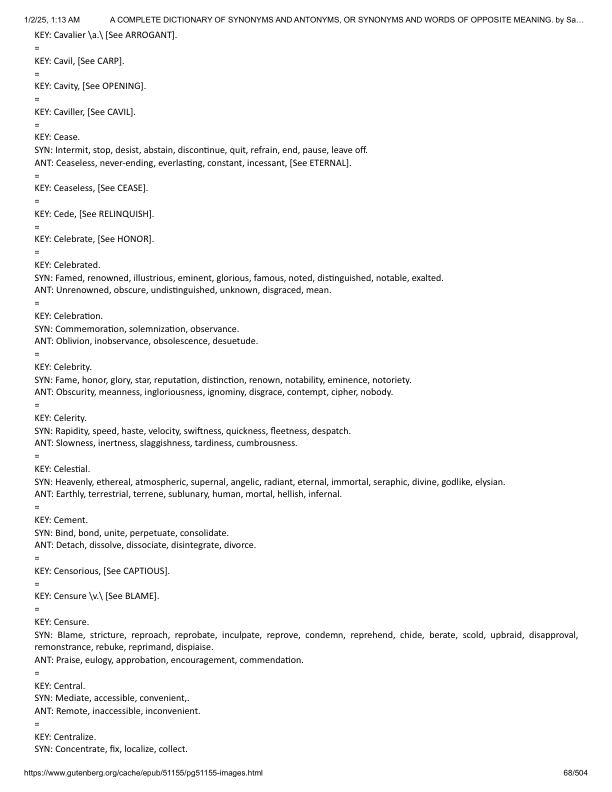 1/2/25, 1:13 AM A COMPLETE DICTIONARY OF SYNONYMS AND ANTONYMS, OR SYNONYMS AND WORDS OF OPPOSITE MEANING. by Sa…
KEY: Cavalier \a.\ [See ARROGANT].
=
KEY: Cavil, [See CARP].
=
KEY: Cavity, [See OPENING].
=
KEY: Caviller, [See CAVIL].
=
KEY: Cease.
SYN: Intermit, stop, desist, abstain, discontinue, quit, refrain, end, pause, leave off.
ANT: Ceaseless, never-ending, everlasting, constant, incessant, [See ETERNAL].
=
KEY: Ceaseless, [See CEASE].
=
KEY: Cede, [See RELINQUISH].
=
KEY: Celebrate, [See HONOR].
=
KEY: Celebrated.
SYN: Famed, renowned, illustrious, eminent, glorious, famous, noted, distinguished, notable, exalted.
ANT: Unrenowned, obscure, undistinguished, unknown, disgraced, mean.
=
KEY: Celebration.
SYN: Commemoration, solemnization, observance.
ANT: Oblivion, inobservance, obsolescence, desuetude.
=
KEY: Celebrity.
SYN: Fame, honor, glory, star, reputation, distinction, renown, notability, eminence, notoriety.
ANT: Obscurity, meanness, ingloriousness, ignominy, disgrace, contempt, cipher, nobody.
=
KEY: Celerity.
SYN: Rapidity, speed, haste, velocity, swiftness, quickness, fleetness, despatch.
ANT: Slowness, inertness, slaggishness, tardiness, cumbrousness.
=
KEY: Celestial.
SYN: Heavenly, ethereal, atmospheric, supernal, angelic, radiant, eternal, immortal, seraphic, divine, godlike, elysian.
ANT: Earthly, terrestrial, terrene, sublunary, human, mortal, hellish, infernal.
=
KEY: Cement.
SYN: Bind, bond, unite, perpetuate, consolidate.
ANT: Detach, dissolve, dissociate, disintegrate, divorce.
=
KEY: Censorious, [See CAPTIOUS].
=
KEY: Censure \v.\ [See BLAME].
=
KEY: Censure.
SYN: Blame, stricture, reproach, reprobate, inculpate, reprove, condemn, reprehend, chide, berate, scold, upbraid, disapproval,
remonstrance, rebuke, reprimand, dispiaise.
ANT: Praise, eulogy, approbation, encouragement, commendation.
=
KEY: Central.
SYN: Mediate, accessible, convenient,.
ANT: Remote, inaccessible, inconvenient.
=
KEY: Centralize.
SYN: Concentrate, fix, localize, collect.
https://www.gutenberg.org/cache/epub/51155/pg51155-images.html 68/504